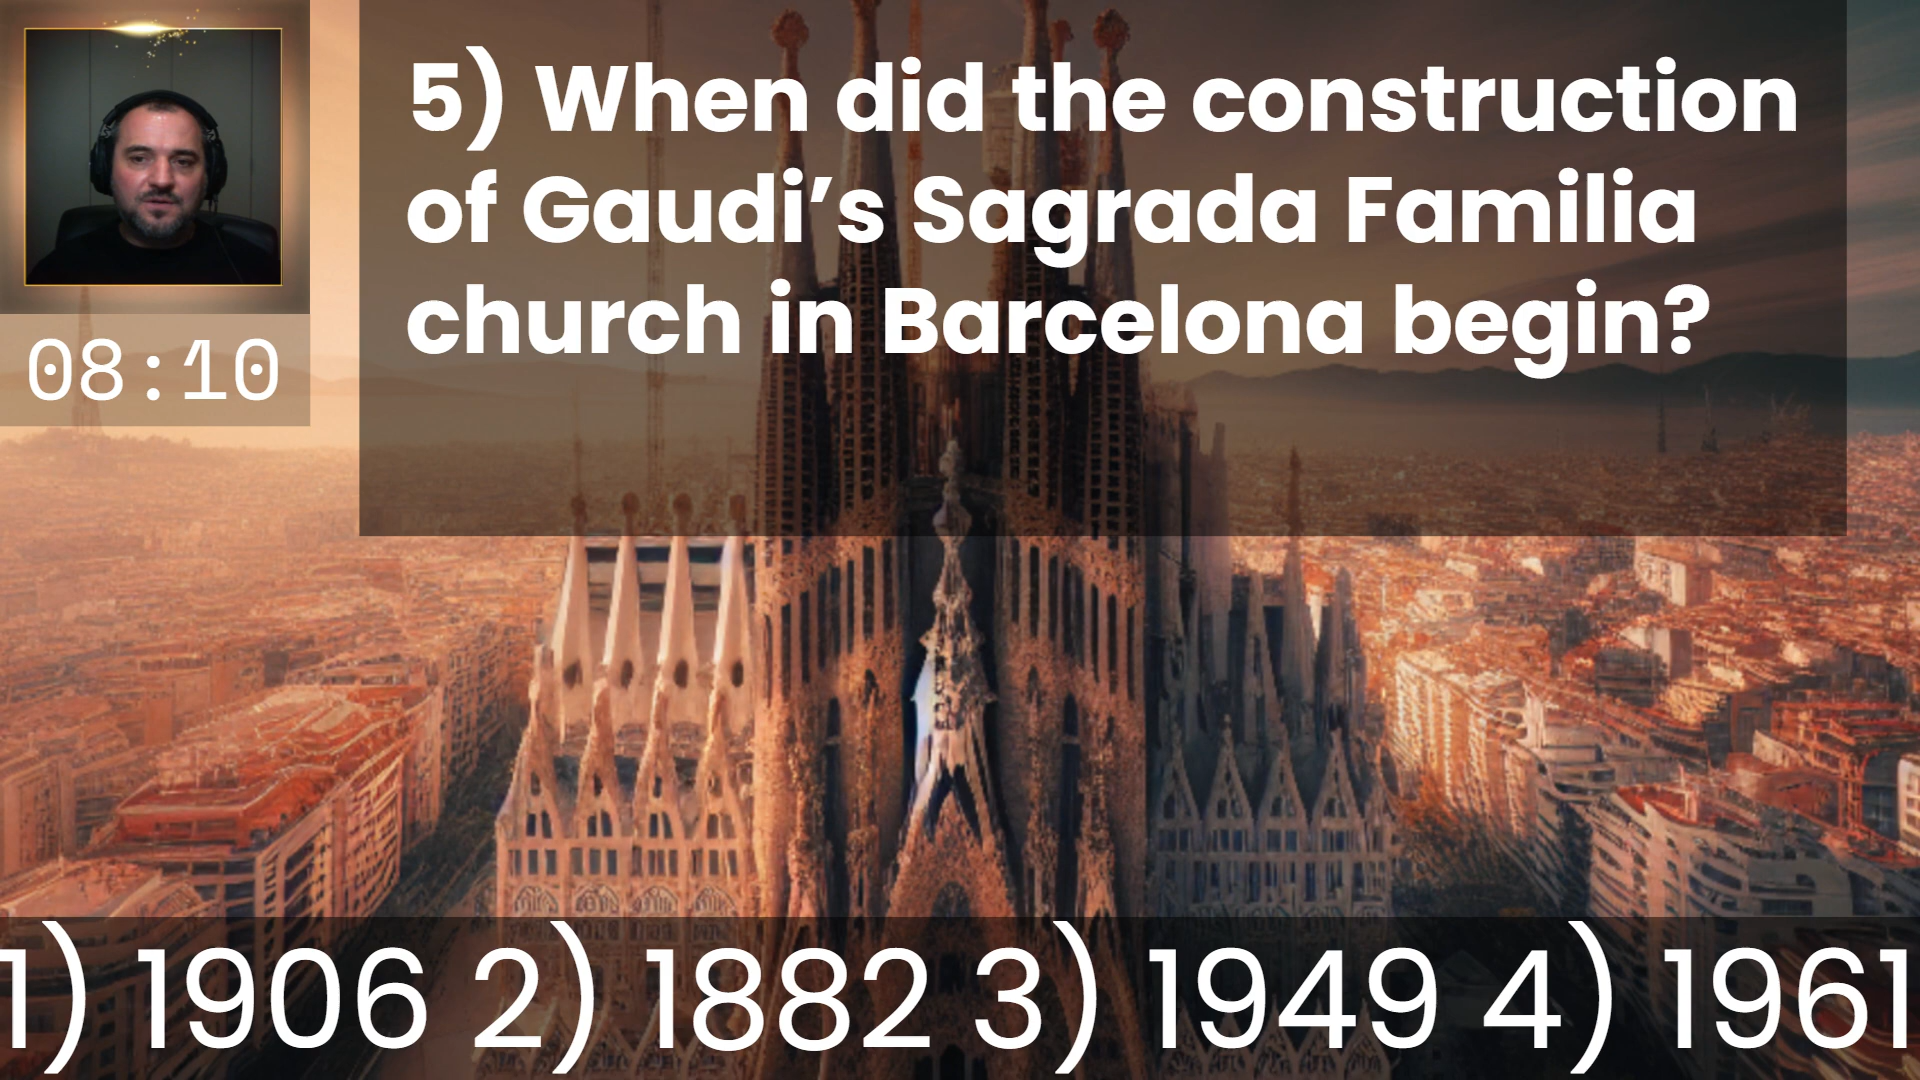 5) When did the construction
of Gaudi’s Sagrada Familia
church in Barcelona begin?
08:10
1) 1906 2) 1882 3) 1949 4) 1961